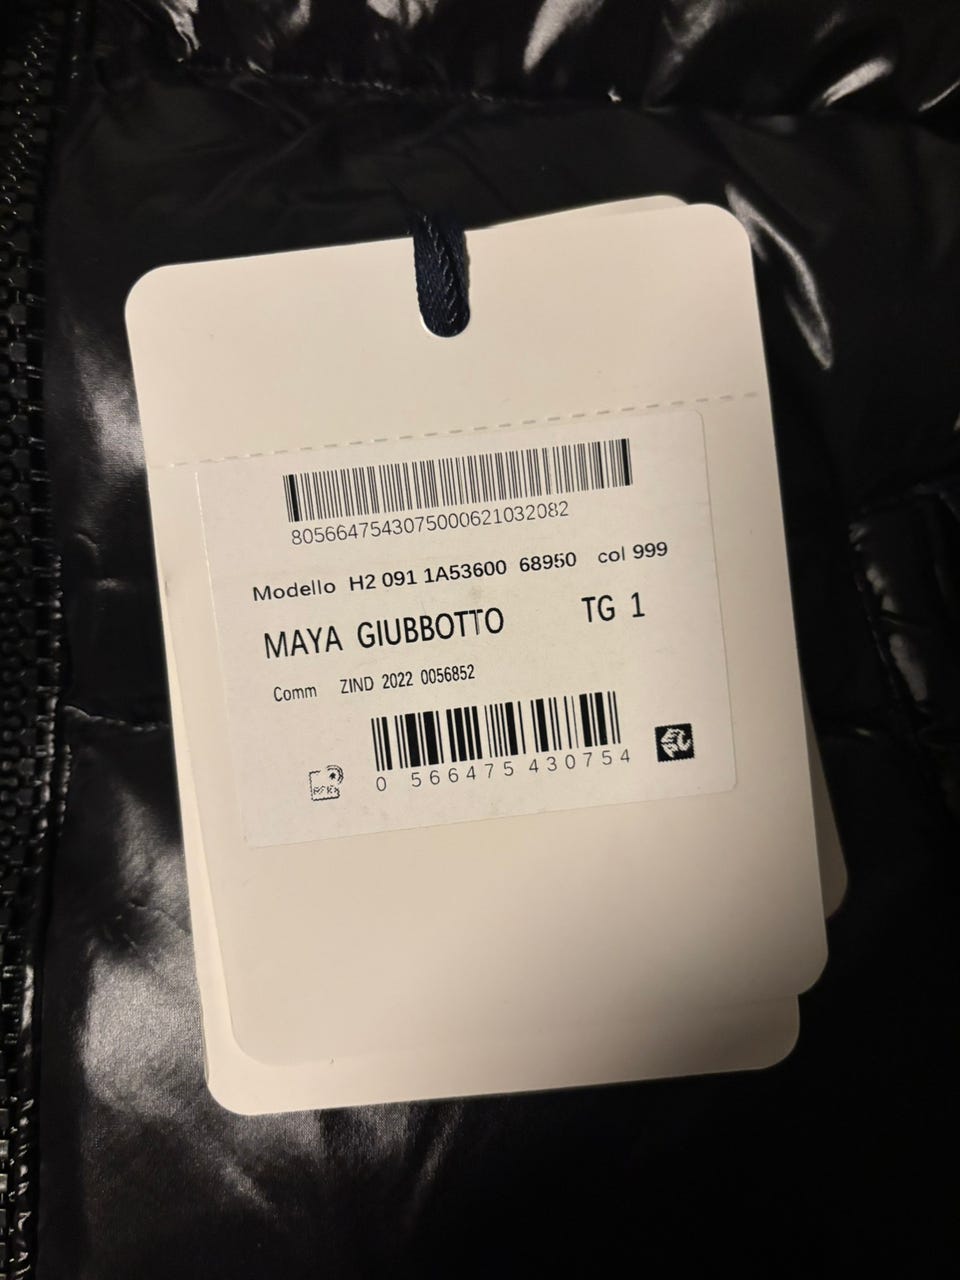 8056647543075000621032082
Modello H2 091 1A53600 68950 col 999
MAYA GIUBBOTTO TG 1
Comm ZIND 2022 0056852
0 566475 430754